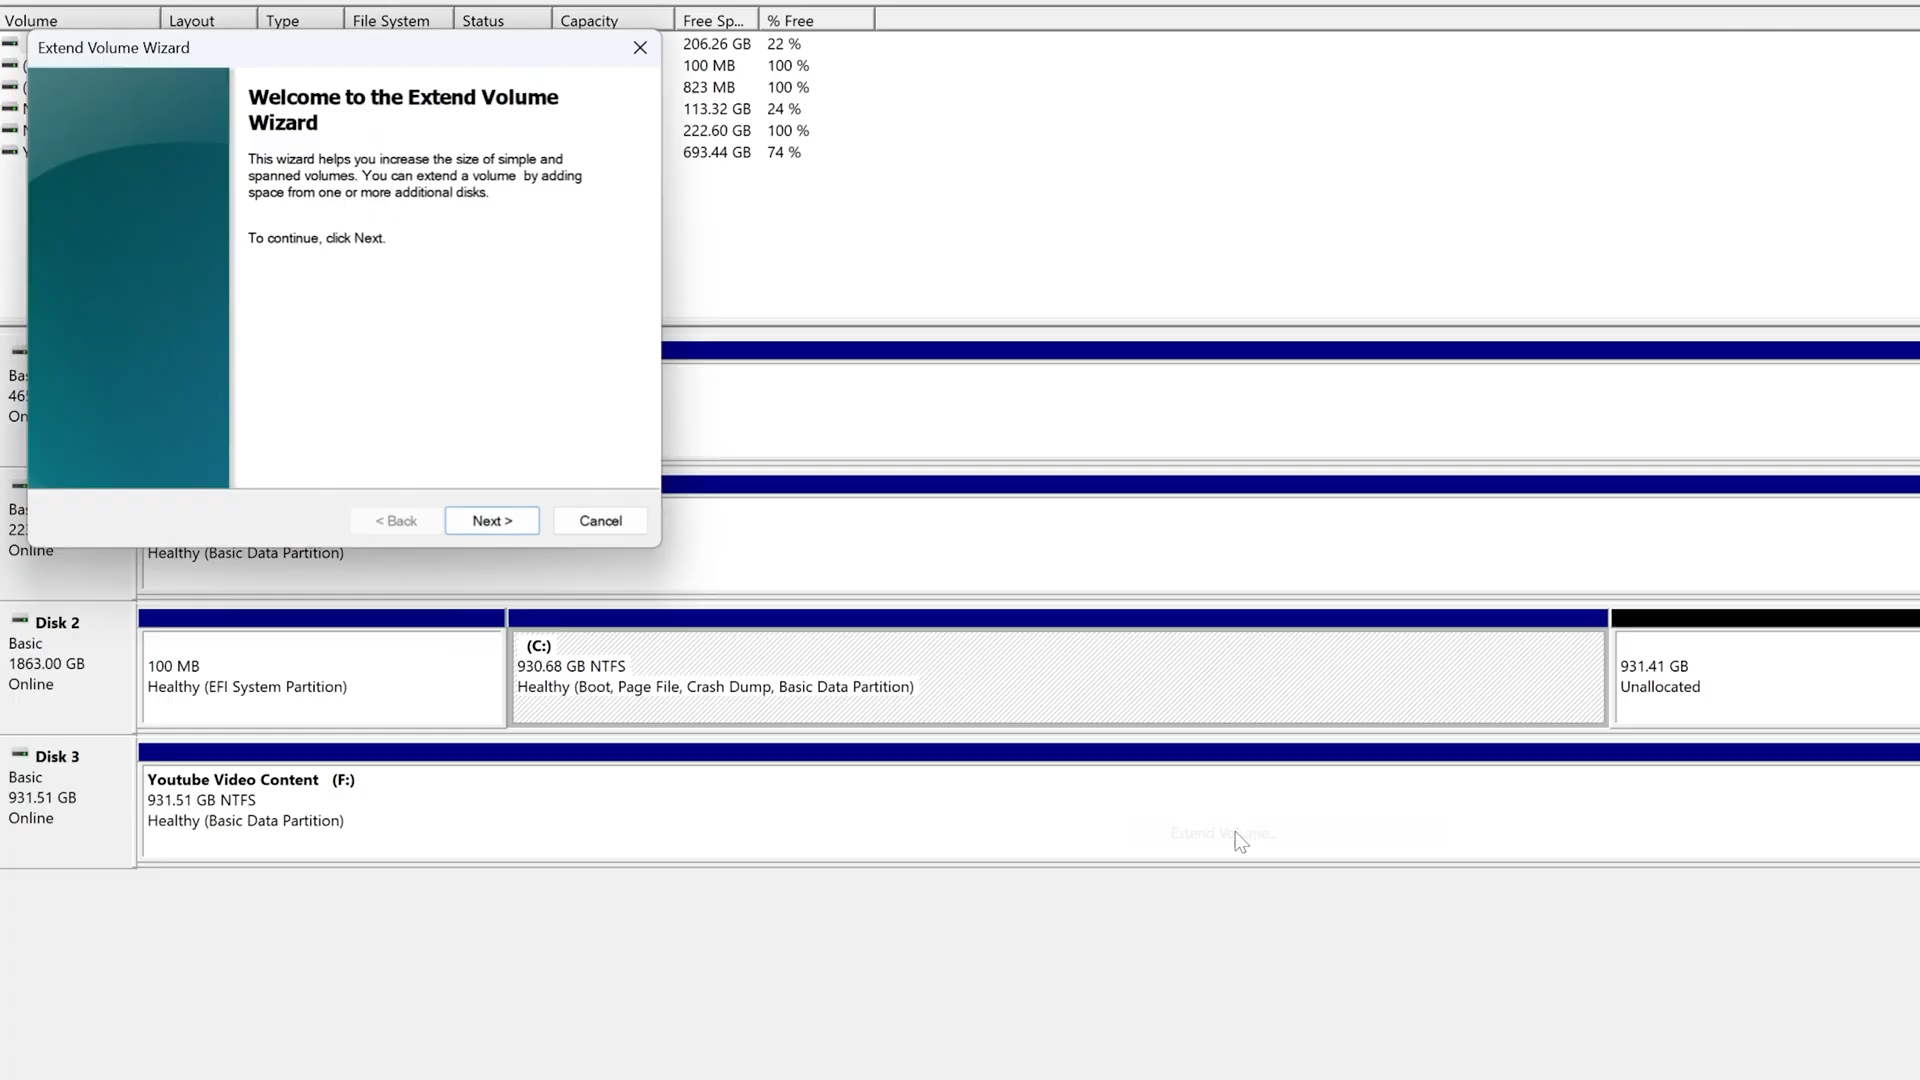 Volume Layout Type File System Status Capacity Free Sp... % Free
Extend Volume Wizard
206.26 GB 22 %
100 MB 100 %
823 MB 100 %
113.32 GB 24 %
222.60 GB 100 %
693.44 GB 74 %
Welcome to the Extend Volume
Wizard
This wizard helps you increase the size of simple and
spanned volumes. You can extend a volume by adding
space from one or more additional disks.
To continue, click Next.
< Back Next > Cancel
Online
Healthy (Basic Data Partition)
Disk 2
Basic
1863.00 GB
Online
100 MB
Healthy (EFI System Partition)
(C:)
930.68 GB NTFS
Healthy (Boot, Page File, Crash Dump, Basic Data Partition)
931.41 GB
Unallocated
Disk 3
Basic
931.51 GB
Online
Youtube Video Content (F:)
931.51 GB NTFS
Healthy (Basic Data Partition)
Extend Volume...